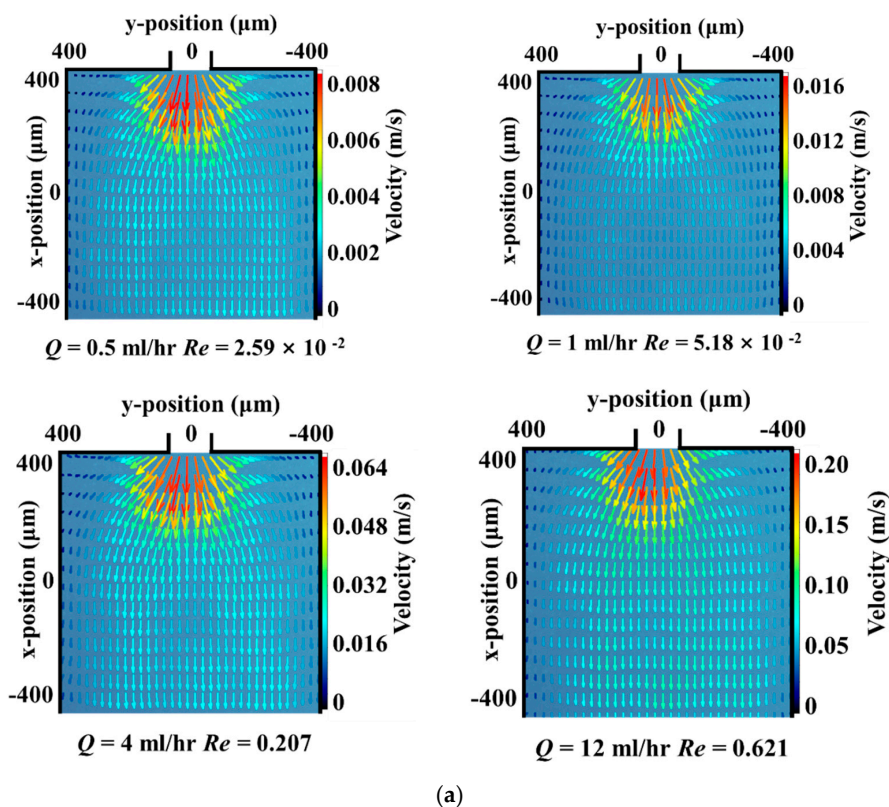 y-position (μm)
400 0 -400
400
0
-400
x-position (μm)
0.008
0.006
0.004
0.002
0
Velocity (m/s)
Q = 0.5 ml/hr Re = 2.59 × 10 -2
y-position (μm)
400 0 -400
400
0
-400
x-position (μm)
0.016
0.012
0.008
0.004
0
Velocity (m/s)
Q = 1 ml/hr Re = 5.18 × 10 -2
y-position (μm)
400 0 -400
400
0
-400
x-position (μm)
0.064
0.048
0.032
0.016
0
Velocity (m/s)
Q = 4 ml/hr Re = 0.207
y-position (μm)
400 0 -400
400
0
-400
x-position (μm)
0.20
0.15
0.10
0.05
0
Velocity (m/s)
Q = 12 ml/hr Re = 0.621
(a)